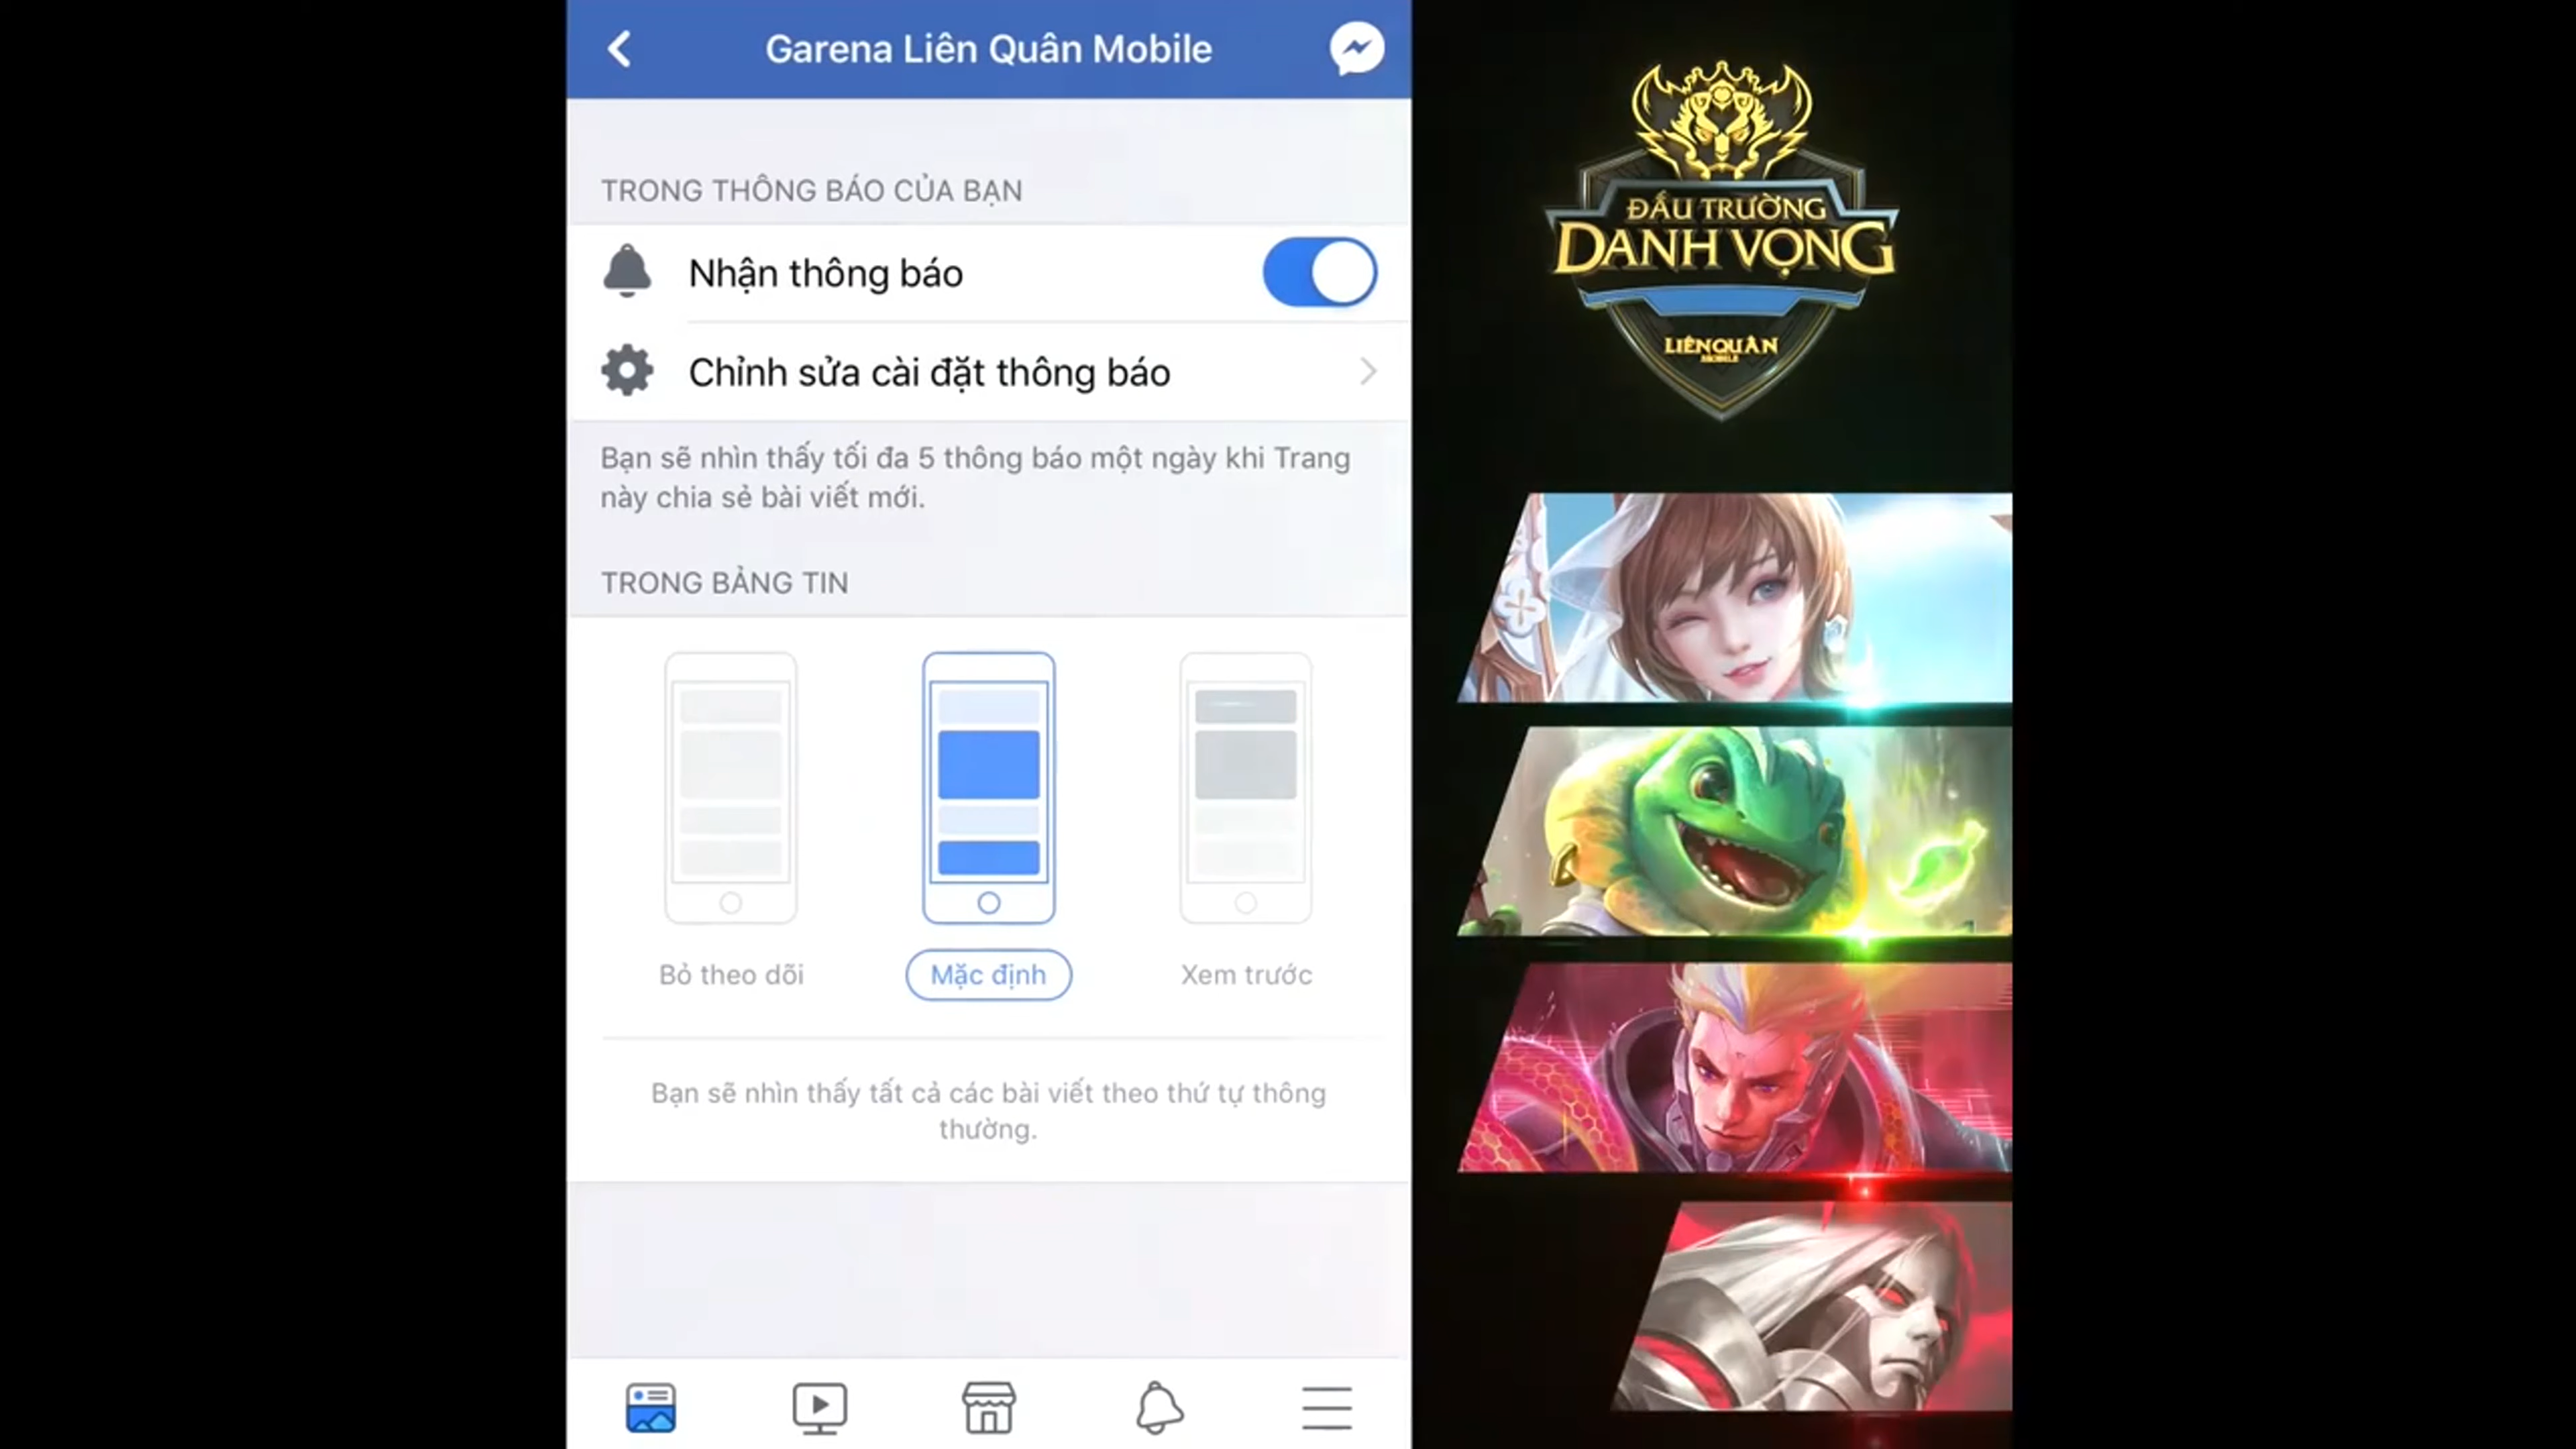 Garena Liên Quân Mobile
TRONG THÔNG BÁO CỦA BẠN
Nhận thông báo
Chỉnh sửa cài đặt thông báo
Bạn sẽ nhìn thấy tối đa 5 thông báo một ngày khi Trang
này chia sẻ bài viết mới.
TRONG BẢNG TIN
Bỏ theo dõi
Mặc định
Xem trước
Bạn sẽ nhìn thấy tất cả các bài viết theo thứ tự thông
thường.
ĐẤU TRƯỜNG
DANH VỌNG
LIÊN QUÂN
MOBILE